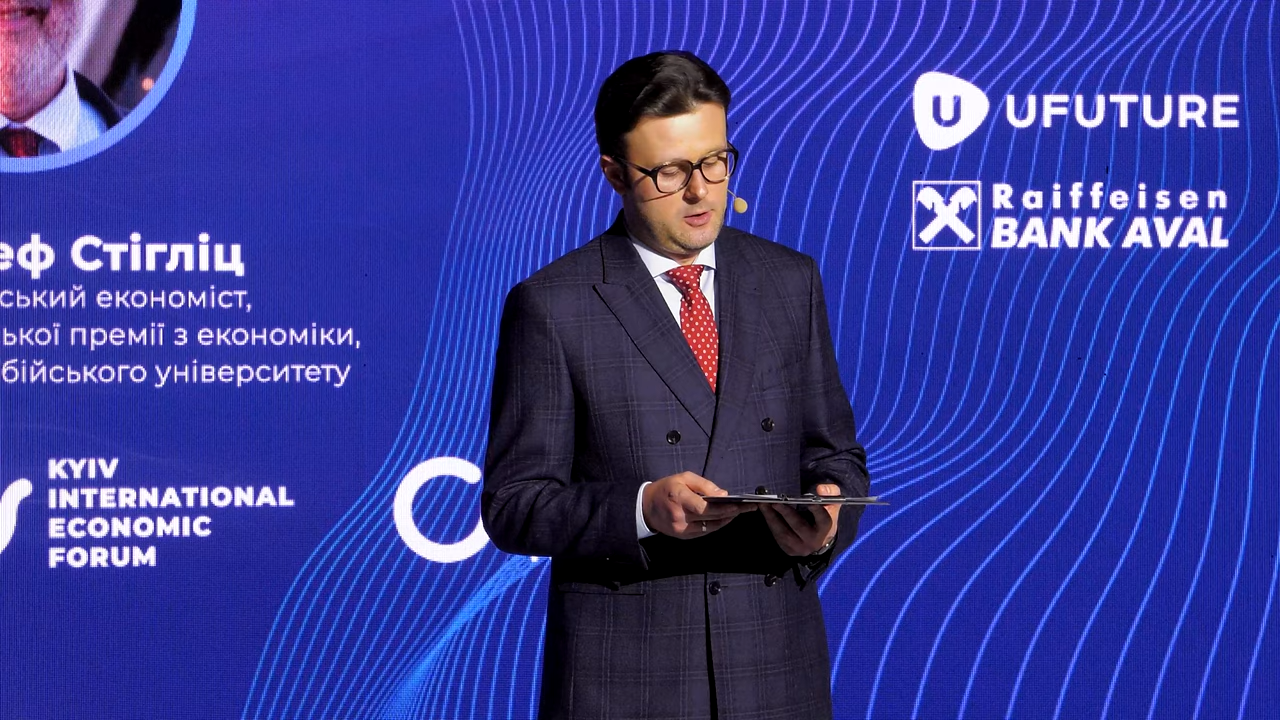 еф Стігліц
ський економіст,
ької премії з економіки,
бійського університету
KYIV
INTERNATIONAL
ECONOMIC
FORUM
U UFUTURE
Raiffeisen
BANK AVAL